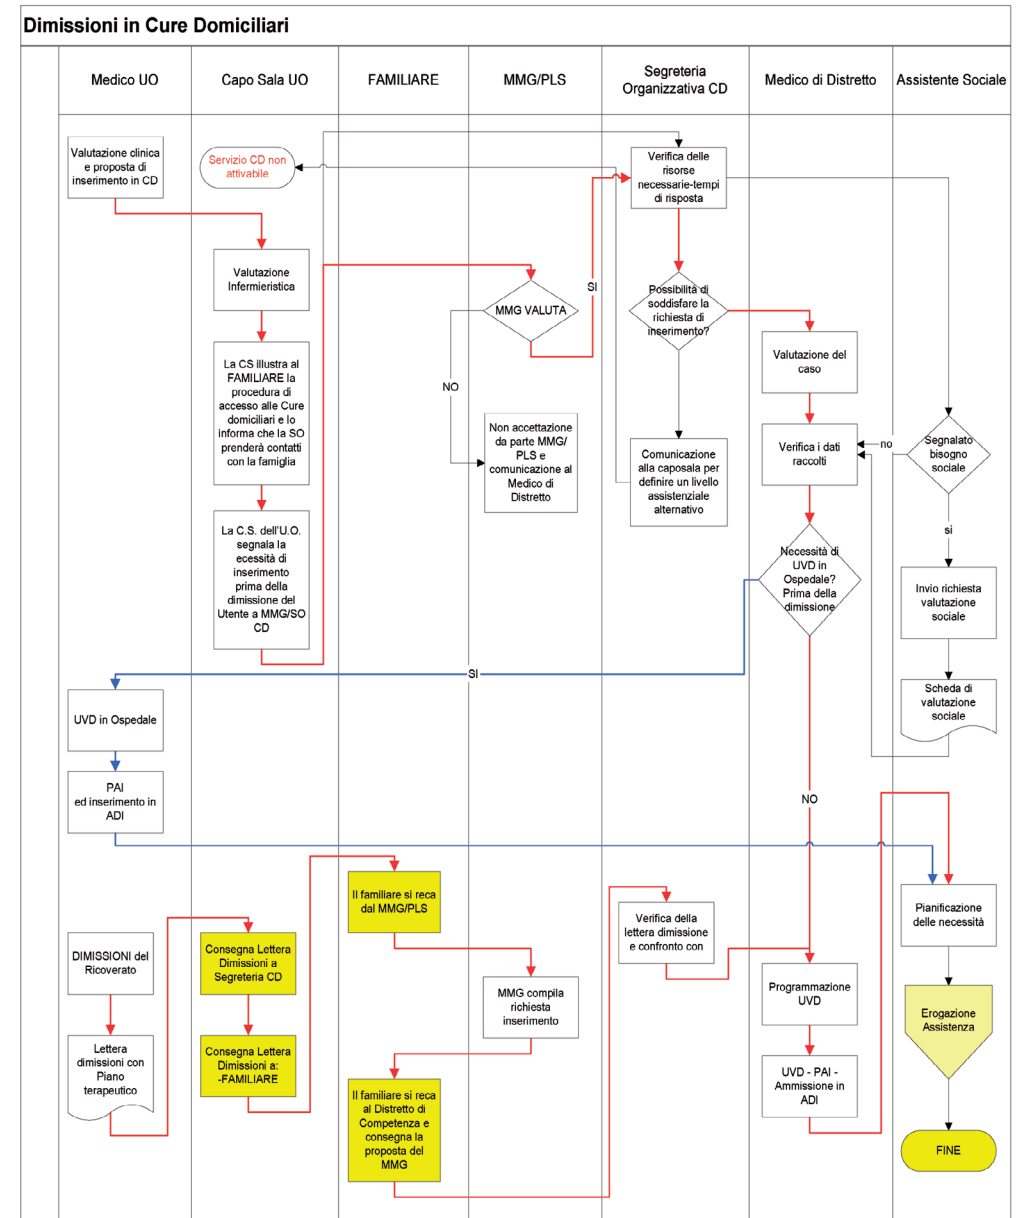 Dimissioni in Cure Domiciliari
Medico UO
Capo Sala UO
FAMILIARE
MMG/PLS
Segreteria
Organizzativa CD
Medico di Distretto
Assistente Sociale
Valutazione clinica
e proposta di
inserimento in CD
Servizio CD non
attivabile
Verifica delle
risorse
necessarie-tempi
di risposta
Valutazione
Infermieristica
MMG VALUTA
SI
NO
Possibilità di
soddisfare la
richiesta di
inserimento?
Valutazione del
caso
La CS illustra al
FAMILIARE la
procedura di
accesso alle Cure
domiciliari e lo
informa che la SO
prenderà contatti
con la famiglia
Non accettazione
da parte MMG/
PLS e
comunicazione al
Medico di
Distretto
Comunicazione
alla caposala per
definire un livello
assistenziale
alternativo
Verifica i dati
raccolti
no
Segnalato
bisogno
sociale
si
La C.S. dell'U.O.
segnala la
ecessità di
inserimento
prima della
dimissione del
Utente a MMG/SO
CD
Necessità di
UVD in
Ospedale?
Prima della
dimissione
Invio richiesta
valutazione
sociale
SI
Scheda di
valutazione
sociale
UVD in Ospedale
PAI
ed inserimento in
ADI
NO
Il familiare si reca
dal MMG/PLS
Verifica della
lettera dimissione
e confronto con
Pianificazione
delle necessità
DIMISSIONI del
Ricoverato
Consegna Lettera
Dimissioni a
Segreteria CD
MMG compila
richiesta
inserimento
Programmazione
UVD
Erogazione
Assistenza
Lettera
dimissioni con
Piano
terapeutico
Consegna Lettera
Dimissioni a:
-FAMILIARE
Il familiare si reca
al Distretto di
Competenza e
consegna la
proposta del
MMG
UVD - PAI -
Ammissione in
ADI
FINE